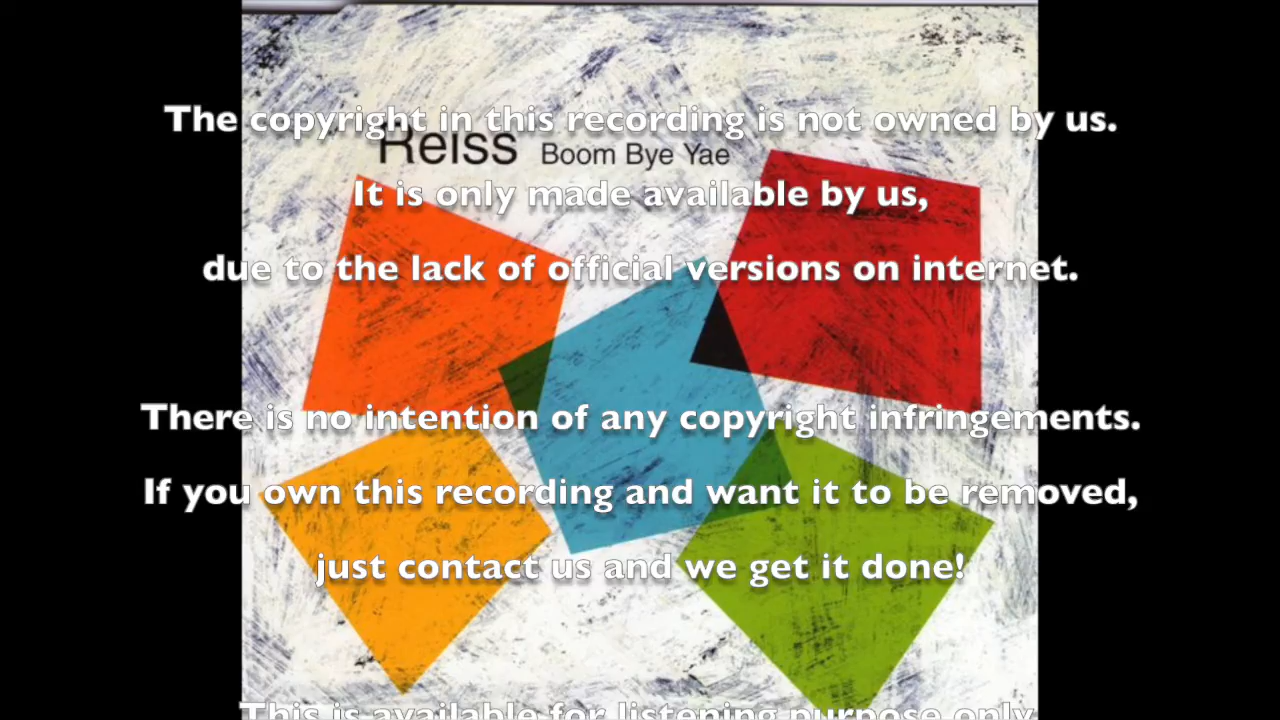 The copyright in this recording is not owned by us.
Reiss Boom Bye Yae
It is only made available by us,
due to the lack of official versions on internet.
There is no intention of any copyright infringements.
If you own this recording and want it to be removed,
just contact us and we get it done!
This is available for listening purpose only